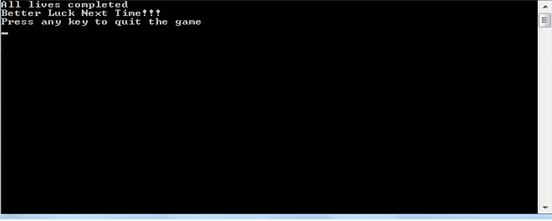 All lives completed
Better Luck Next Time!!!
Press any key to quit the game